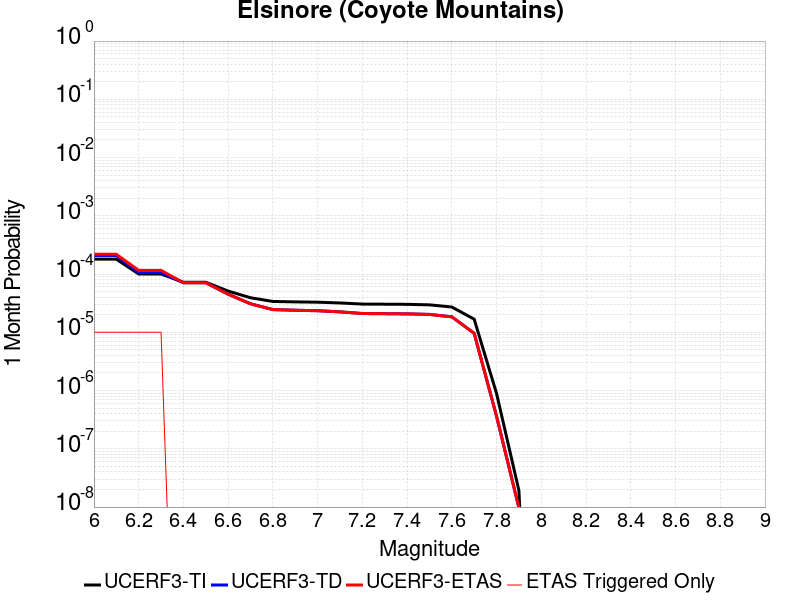 Elsinore (Coyote Mountains)
10^0
10^-1
10^-2
10^-3
10^-4
10^-5
10^-6
10^-7
10^-8
1 Month Probability
6 6.2 6.4 6.6 6.8 7 7.2 7.4 7.6 7.8 8 8.2 8.4 8.6 8.8 9
Magnitude
UCERF3-TI UCERF3-TD UCERF3-ETAS ETAS Triggered Only